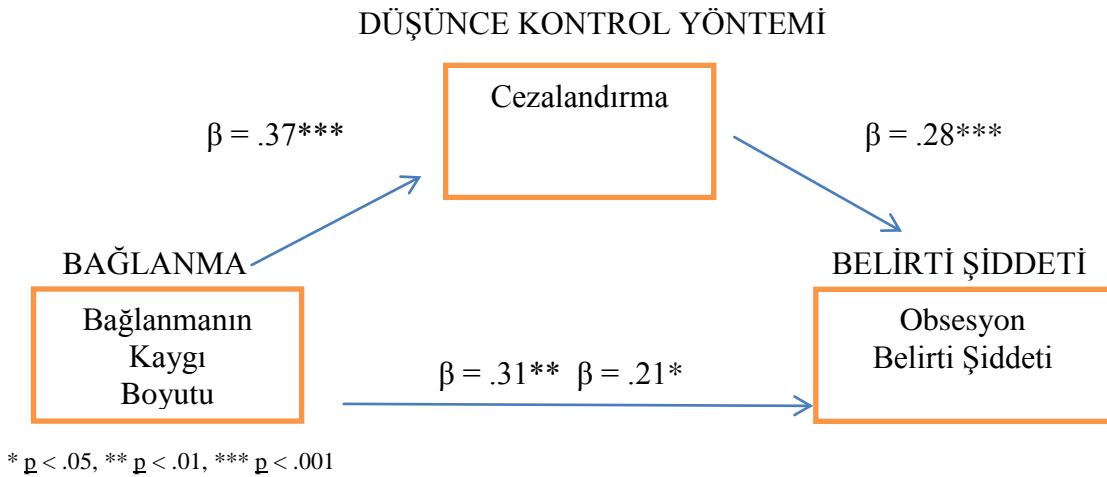 DÜŞÜNCE KONTROL YÖNTEMİ
Cezalandırma
β = .37***
β = .28***
BAĞLANMA
BELİRTİ ŞİDDETİ
Bağlanmanın
Kaygı
Boyutu
Obsesyon
Belirti Şiddeti
β = .31** β = .21*
* p < .05, ** p < .01, *** p < .001